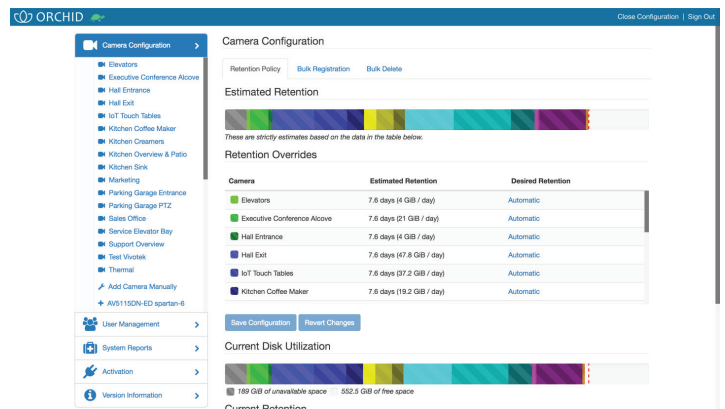 ORCHID
Close Configuration | Sign Out
Camera Configuration
Elevators
Executive Conference Alcove
Hall Entrance
Hall Exit
IoT Touch Tables
Kitchen Coffee Maker
Kitchen Creamers
Kitchen Overview & Patio
Kitchen Sink
Marketing
Parking Garage Entrance
Parking Garage PTZ
Sales Office
Service Elevator Bay
Support Overview
Test Vivotek
Thermal
Add Camera Manually
AV5115DN-ED spartan-6
User Management
System Reports
Activation
Version Information
Camera Configuration
Retention Policy Bulk Registration Bulk Delete
Estimated Retention
These are strictly estimates based on the data in the table below.
Retention Overrides
Camera Estimated Retention Desired Retention
Elevators 7.6 days (4 GiB / day) Automatic
Executive Conference Alcove 7.6 days (21 GiB / day) Automatic
Hall Entrance 7.6 days (4 GiB / day) Automatic
Hall Exit 7.6 days (47.8 GiB / day) Automatic
IoT Touch Tables 7.6 days (37.2 GiB / day) Automatic
Kitchen Coffee Maker 7.6 days (19.2 GiB / day) Automatic
Save Configuration Revert Changes
Current Disk Utilization
189 GiB of unavailable space 552.5 GiB of free space
Current Retention